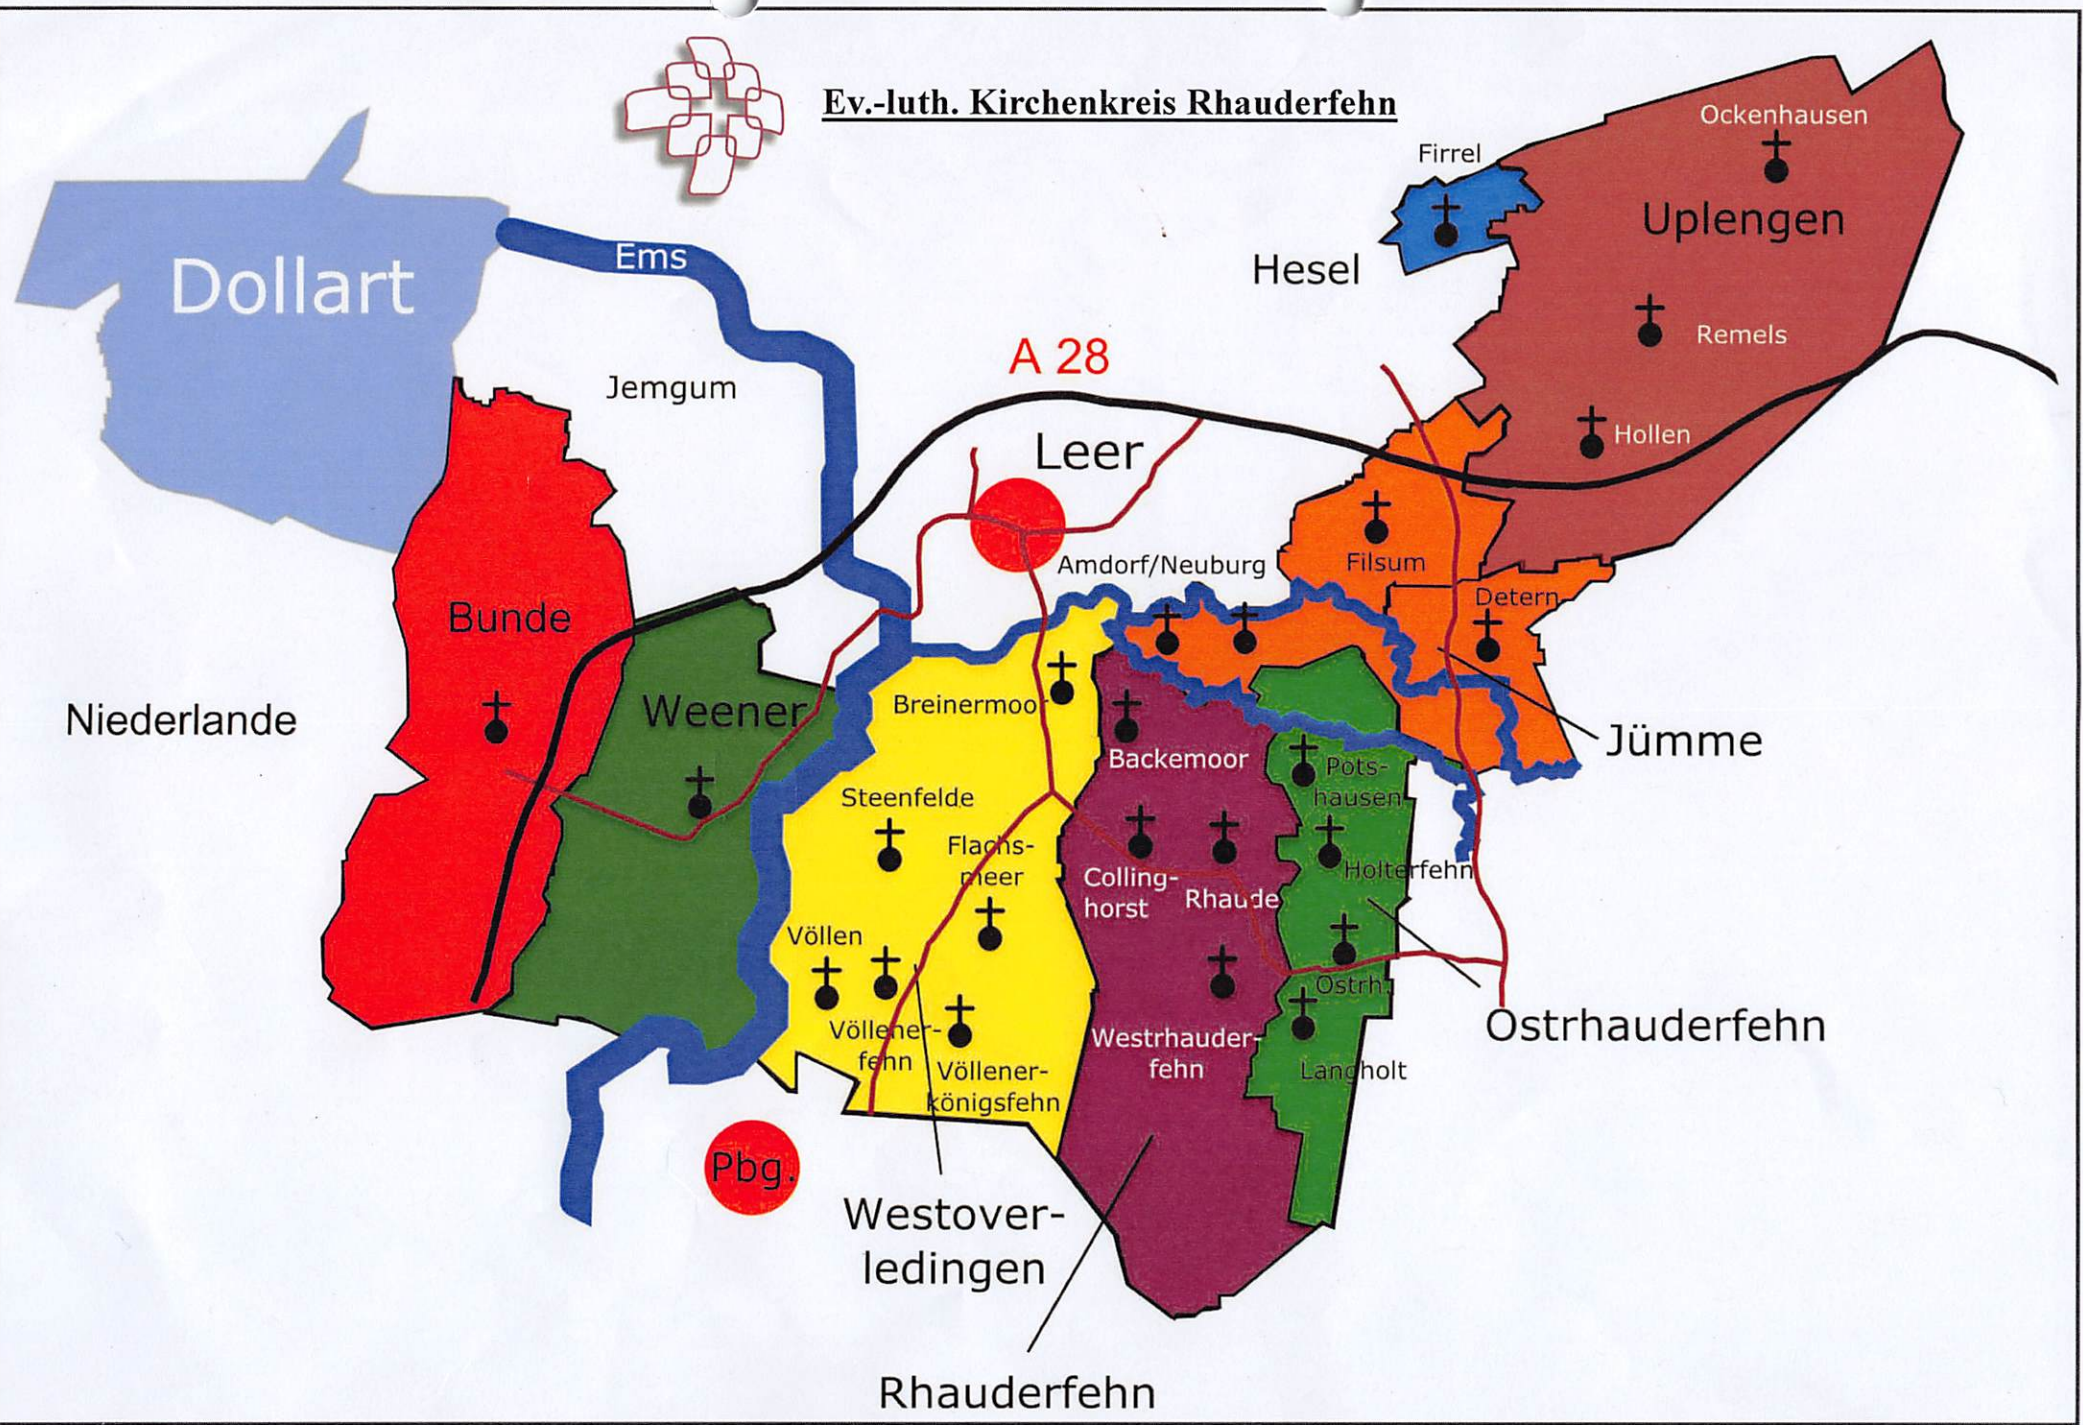 Ev.-luth. Kirchenkreis Rhauderfehn
Ockenhausen
Firrel
Uplengen
Ems
Hesel
Dollart
Remels
A 28
Jemgum
Hollen
Leer
Filsum
Amdorf/Neuburg
Detern
Bunde
Niederlande
Weener
Breinermoor
Jümme
Backemoor
Pots-
hausen
Steenfelde
Flachs-
meer
Holterfehn
Colling-
horst
Rhaude
Völlen
Ostrh.
Ostrhauderfehn
Völlener-
fehn
Westrhauder-
fehn
Völlener-
königsfehn
Langholt
Pbg.
Westover-
ledingen
Rhauderfehn